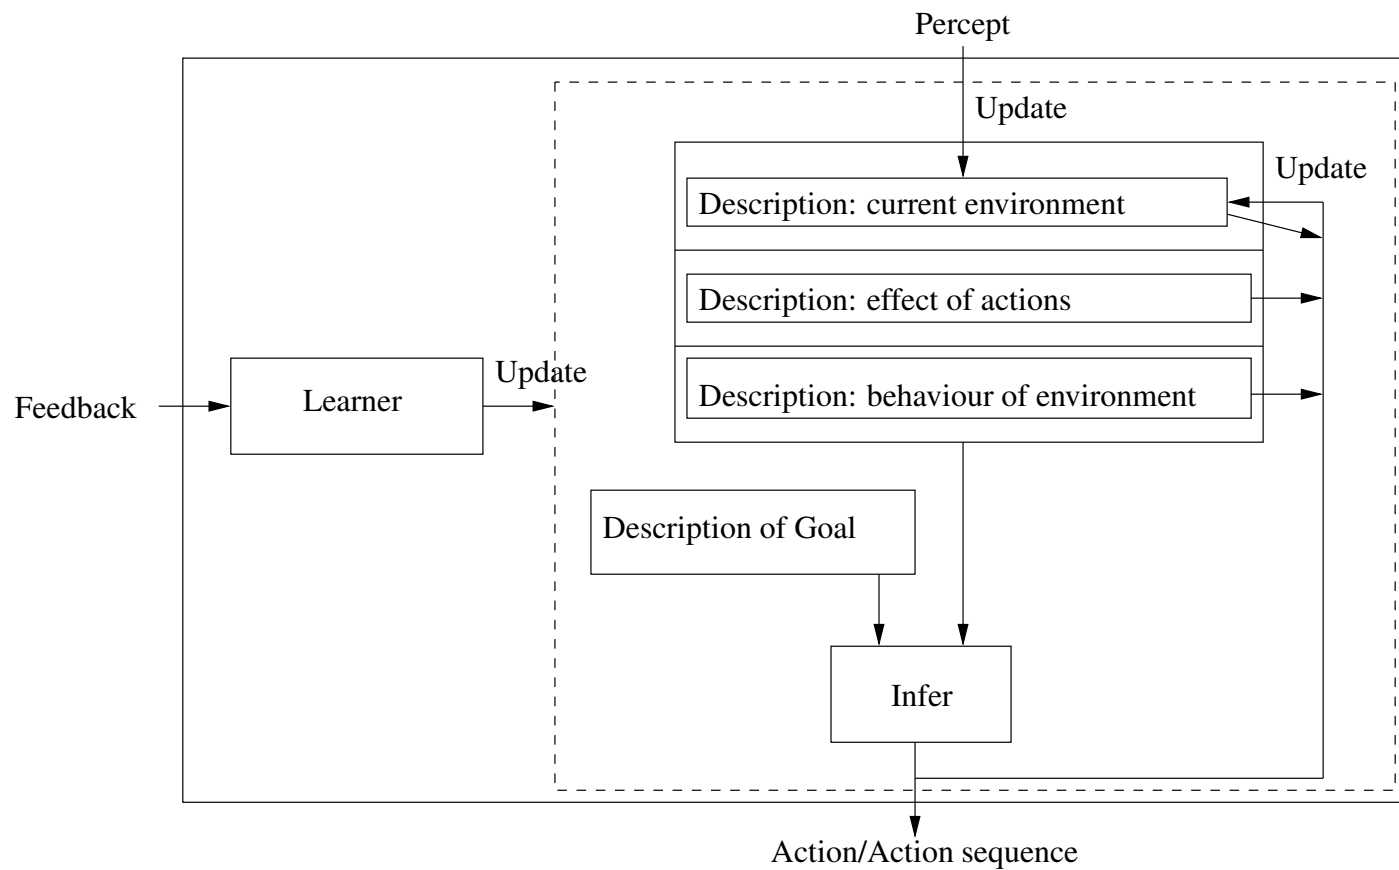 Percept
Update
Update
Description: current environment
Description: effect of actions
Update
Learner
Description: behaviour of environment
Feedback
Description of Goal
Infer
Action/Action sequence